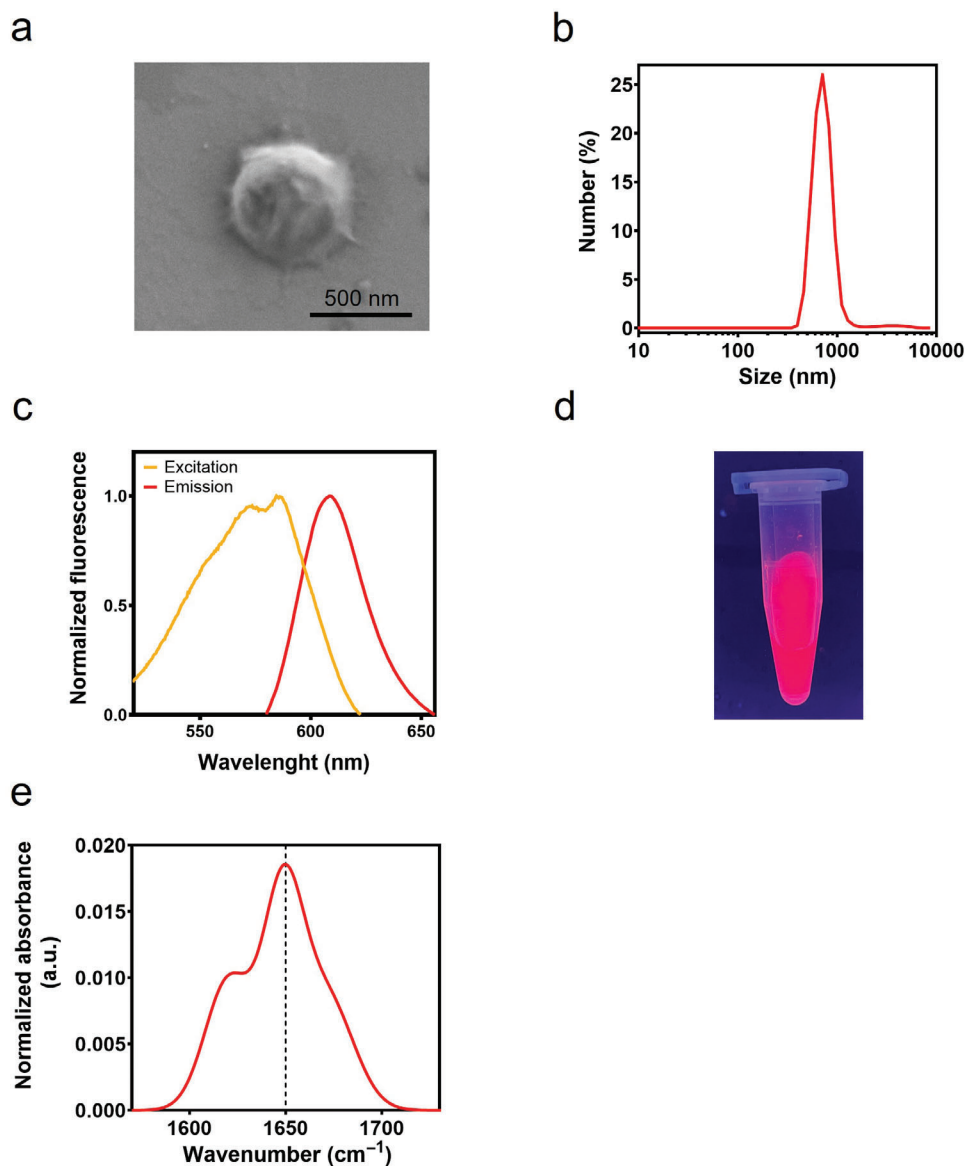 a
500 nm
b
Number (%)
25
20
15
10
5
0
10
100
1000
10000
Size (nm)
c
Normalized fluorescence
Excitation
Emission
1.0
0.5
0.0
550
600
650
Wavelenght (nm)
d
e
Normalized absorbance
(a.u.)
0.020
0.015
0.010
0.005
0.000
1600
1650
1700
Wavenumber (cm⁻¹)